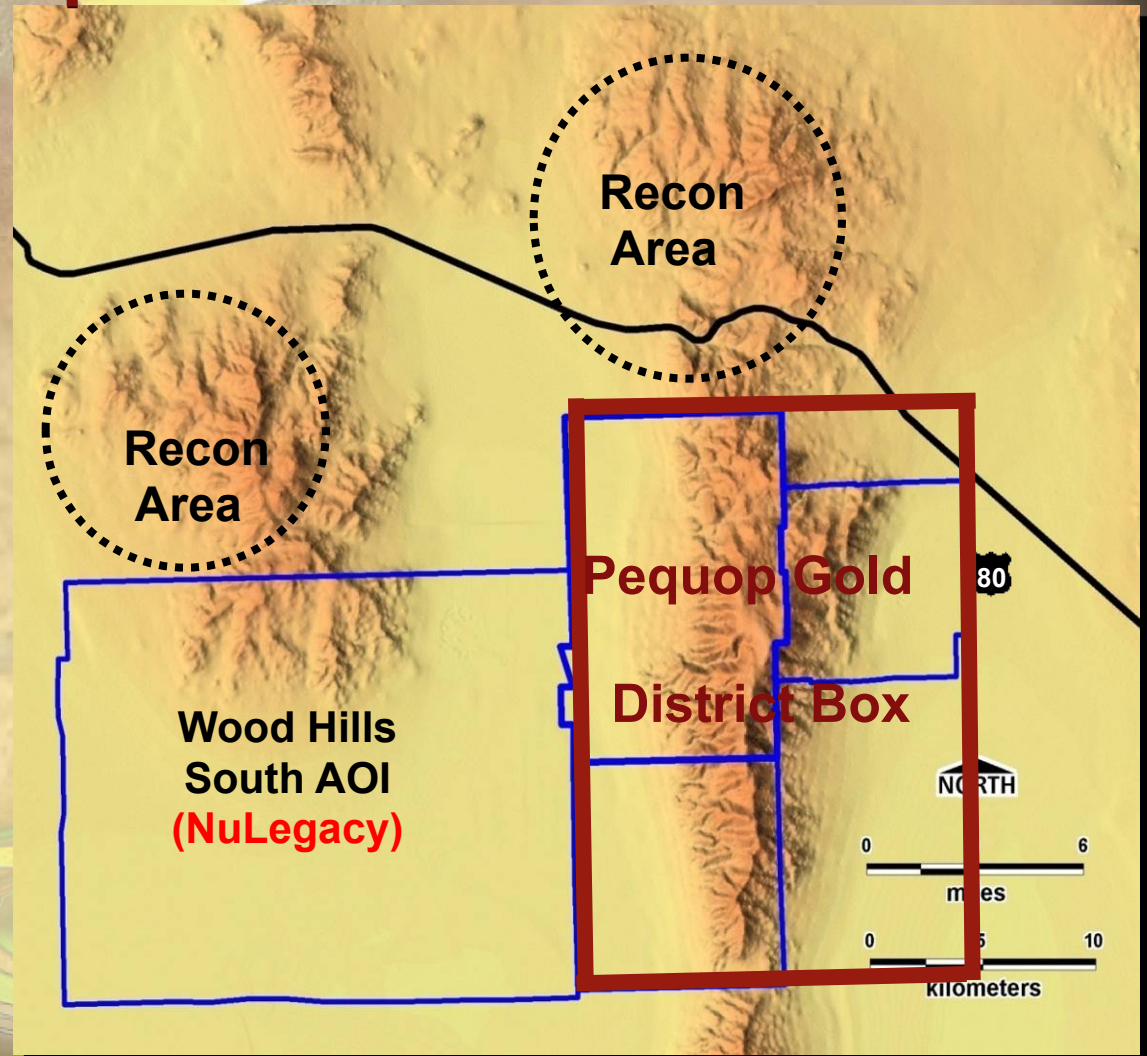 Recon
Area
Recon
Area
Pequop Gold
District Box
80
Wood Hills
South AOI
(NuLegacy)
NORTH
0 6
miles
0 5 10
kilometers